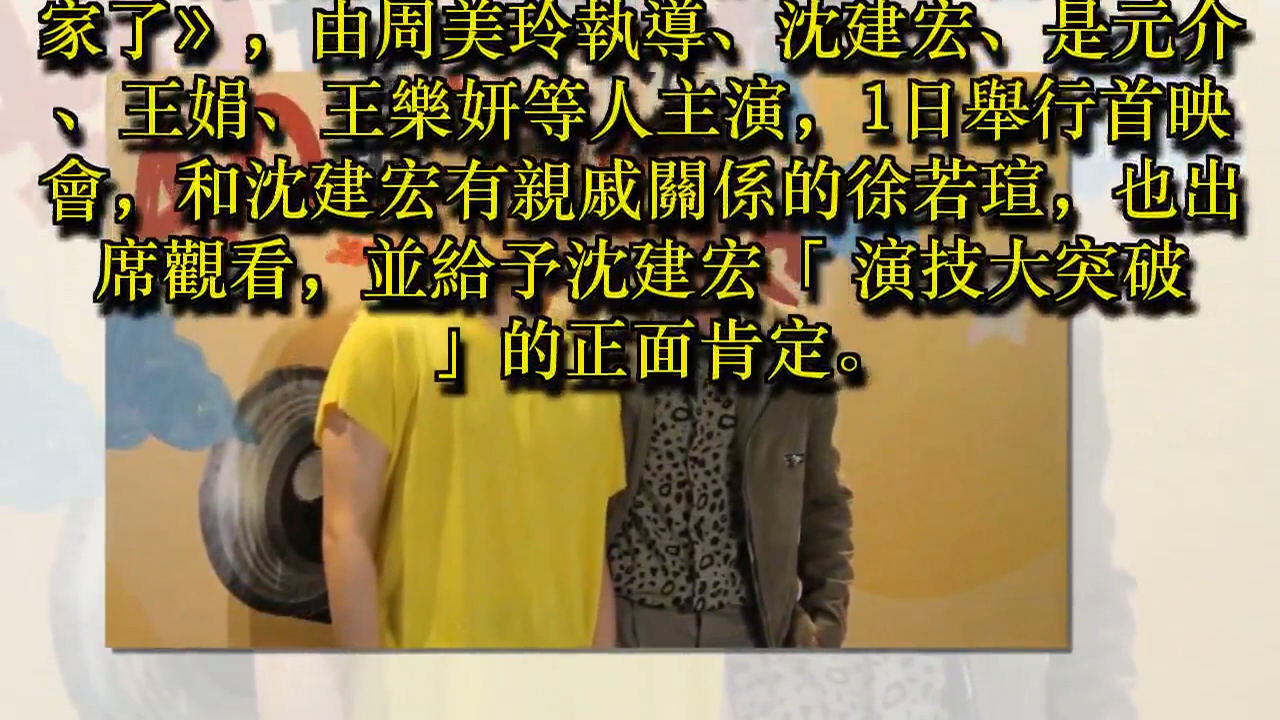 家了》，由周美玲執導、沈建宏、是元介
、王娟、王樂妍等人主演，1日舉行首映
會，和沈建宏有親戚關係的徐若瑄，也出
席觀看，並給予沈建宏「 演技大突破
」的正面肯定。